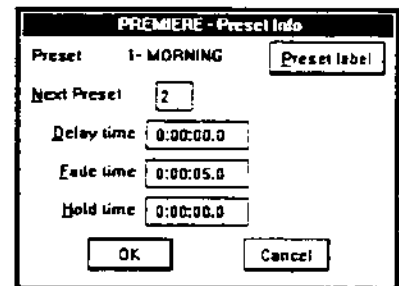 PREMIERE - Preset Info
Preset 1- MORNING Preset label
Next Preset 2
Delay time 0:00:00.0
Fade time 0:00:05.0
Hold time 0:00:00.0
OK Cancel